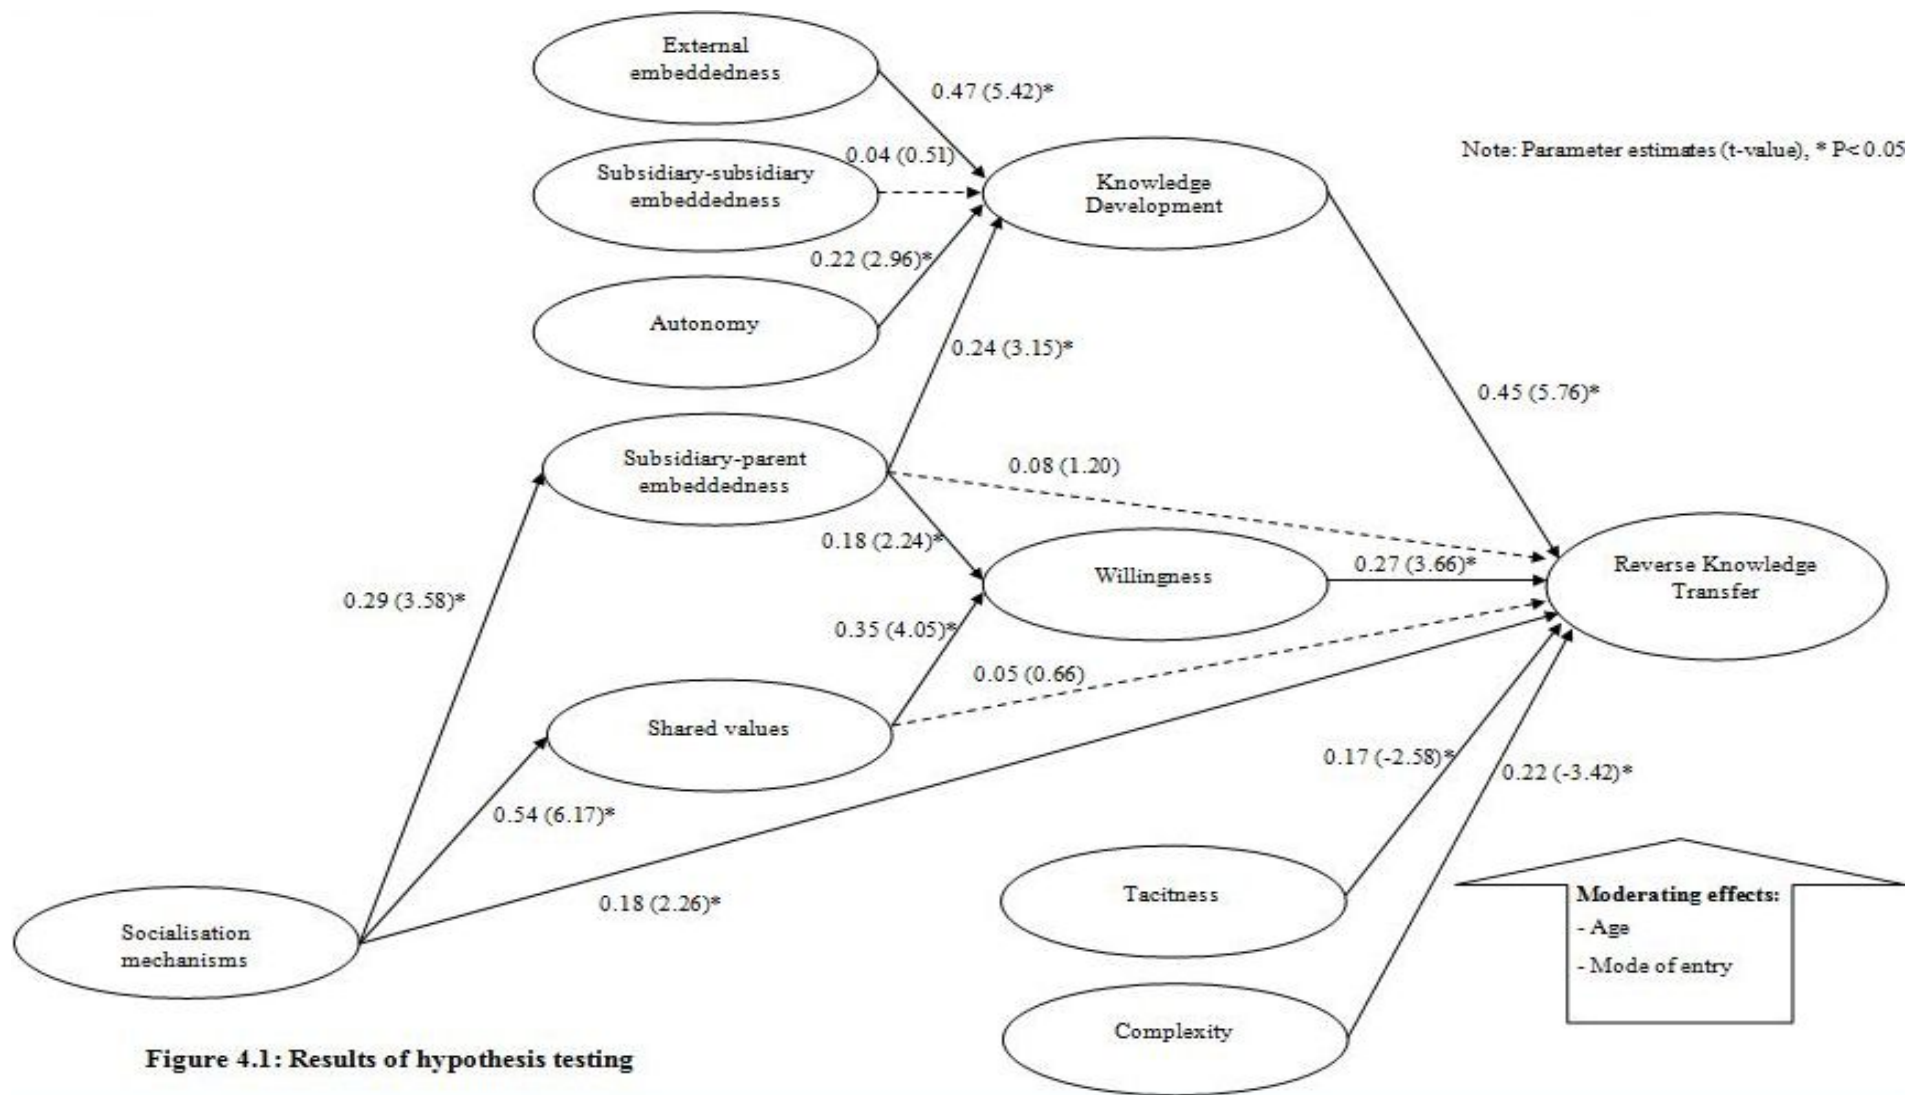 External
embeddedness
0.47 (5.42)*
0.04 (0.51)
Note: Parameter estimates (t-value), * P< 0.05
Subsidiary-subsidiary
embeddedness
Knowledge
Development
0.22 (2.96)*
Autonomy
0.24 (3.15)*
0.45 (5.76)*
Subsidiary-parent
embeddedness
0.08 (1.20)
0.18 (2.24)*
Willingness
0.27 (3.66)*
Reverse Knowledge
Transfer
0.29 (3.58)*
0.35 (4.05)*
0.05 (0.66)
Shared values
0.17 (-2.58)*
0.22 (-3.42)*
0.54 (6.17)*
Tacitness
0.18 (2.26)*
Moderating effects:
- Age
- Mode of entry
Socialisation
mechanisms
Complexity
Figure 4.1: Results of hypothesis testing